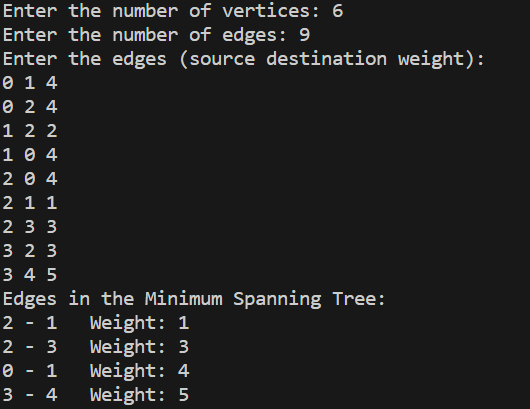 Enter the number of vertices: 6
Enter the number of edges: 9
Enter the edges (source destination weight):
0 1 4
0 2 4
1 2 2
1 0 4
2 0 4
2 1 1
2 3 3
3 2 3
3 4 5
Edges in the Minimum Spanning Tree:
2 - 1   Weight: 1
2 - 3   Weight: 3
0 - 1   Weight: 4
3 - 4   Weight: 5